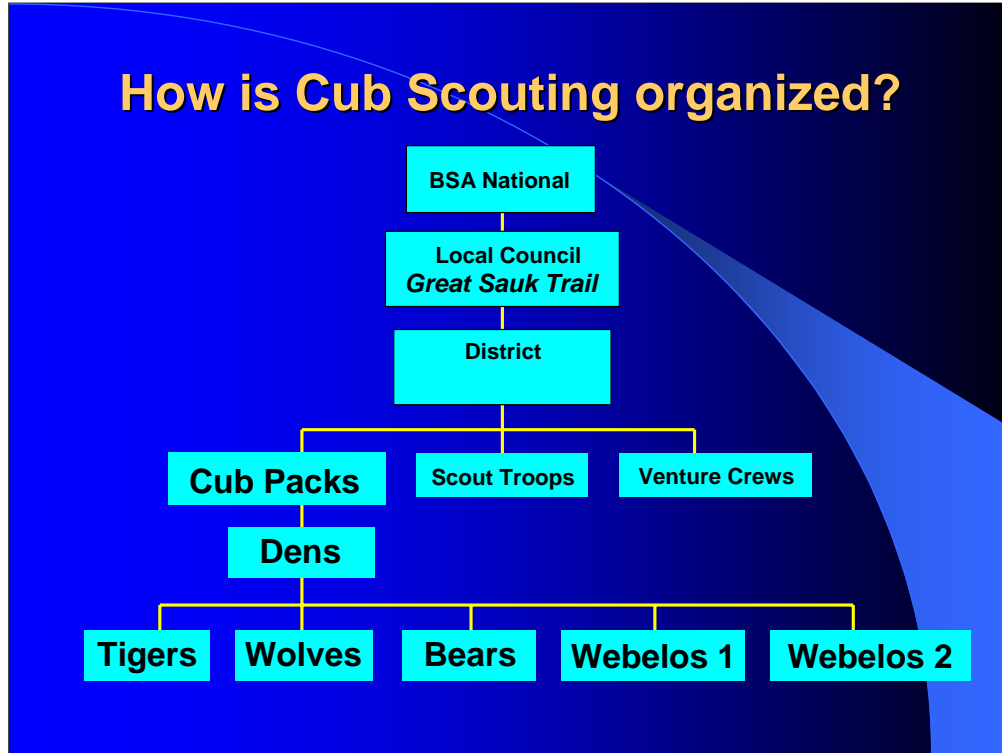 How is Cub Scouting organized?
BSA National
Local Council
Great Sauk Trail
District
Cub Packs
Scout Troops
Venture Crews
Dens
Tigers
Wolves
Bears
Webelos 1
Webelos 2